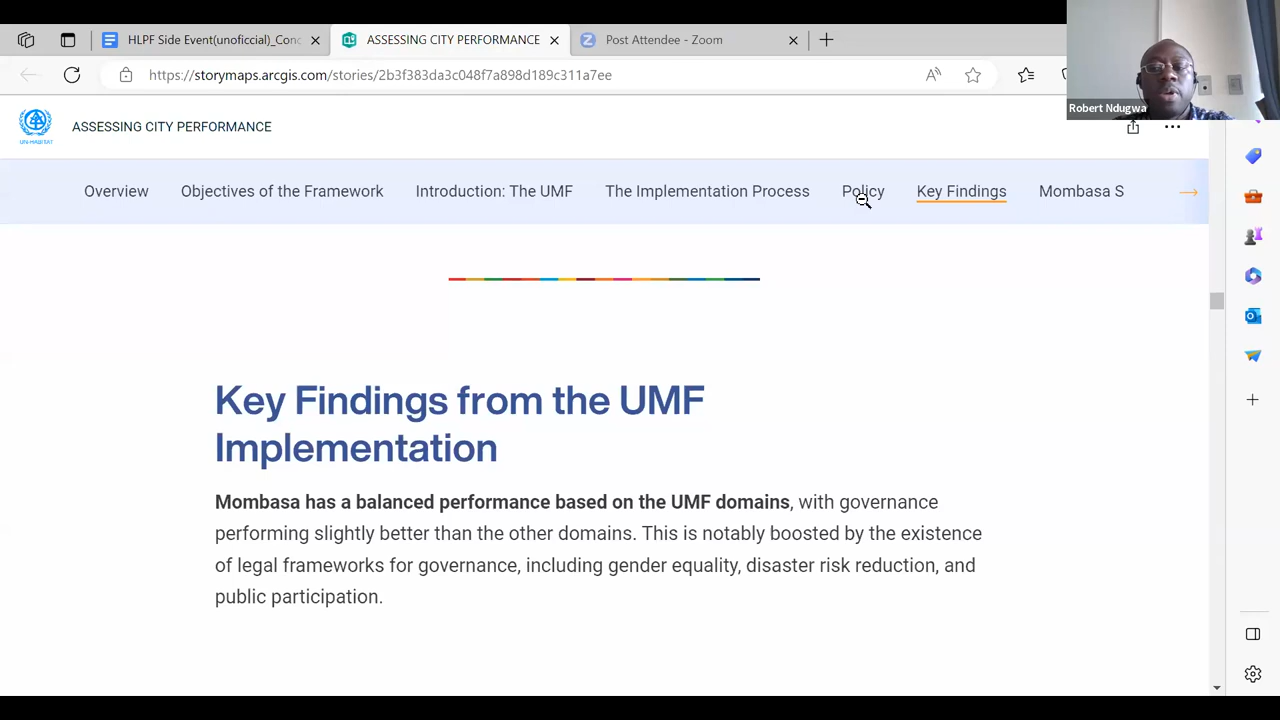 HLPF Side Event(unoficcial)_Conc
ASSESSING CITY PERFORMANCE
Post Attendee - Zoom
https://storymaps.arcgis.com/stories/2b3f383da3c048f7a898d189c311a7ee
Robert Ndugwa
UN-HABITAT
ASSESSING CITY PERFORMANCE
Overview
Objectives of the Framework
Introduction: The UMF
The Implementation Process
Policy
Key Findings
Mombasa S
Key Findings from the UMF
Implementation
Mombasa has a balanced performance based on the UMF domains, with governance
performing slightly better than the other domains. This is notably boosted by the existence
of legal frameworks for governance, including gender equality, disaster risk reduction, and
public participation.